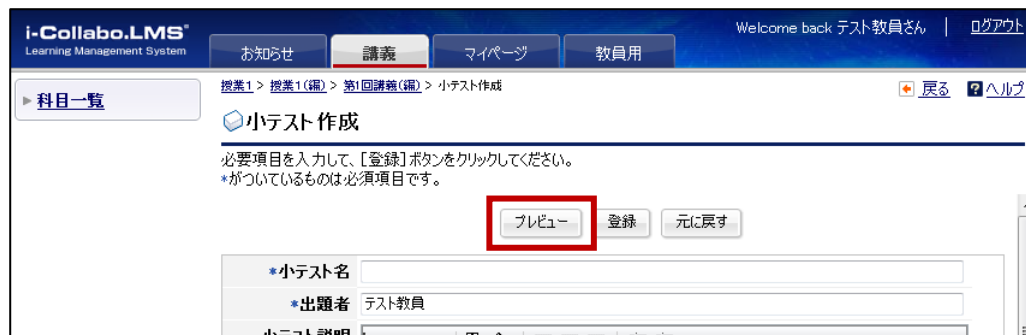 i-Collabo.LMS
Learning Management System
Welcome back テスト教員さん | ログアウト
お知らせ 講義 マイページ 教員用
科目一覧
授業1 > 授業1(編) > 第1回講義(編) > 小テスト作成
戻る ?ヘルプ
小テスト作成
必要項目を入力して、[登録]ボタンをクリックしてください。
*がついているものは必須項目です。
プレビュー 登録 元に戻す
*小テスト名
*出題者 テスト教員
小テスト説明